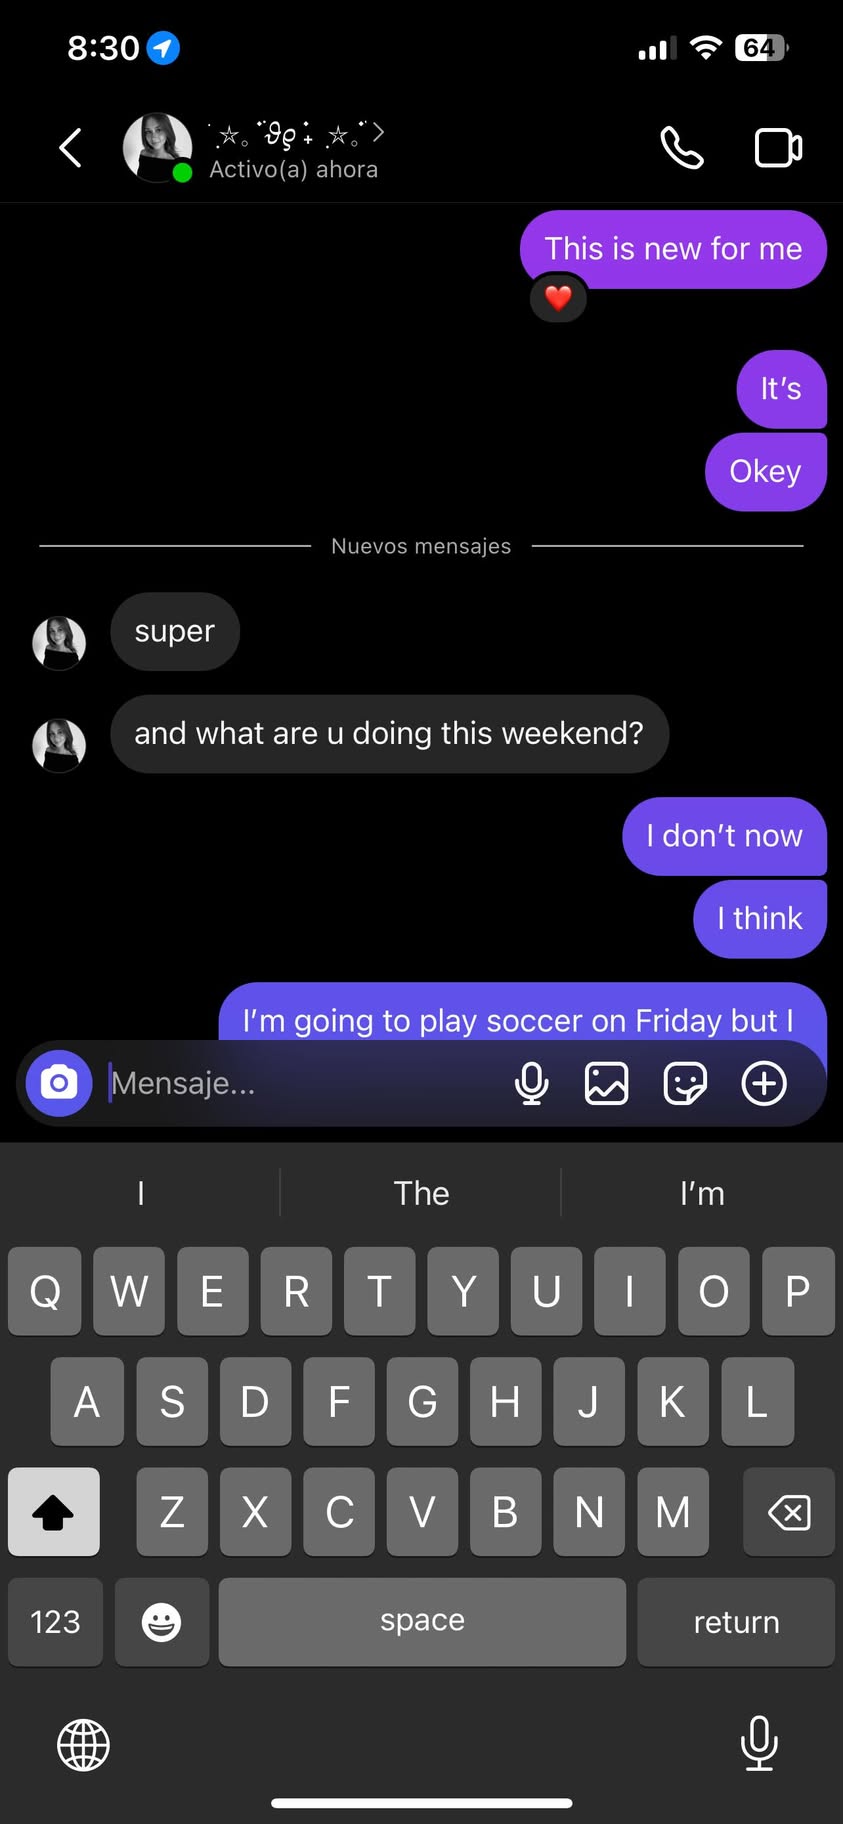 8:30
64
Activo(a) ahora
This is new for me
It's
Okey
Nuevos mensajes
super
and what are u doing this weekend?
I don't now
I think
I'm going to play soccer on Friday but I
Mensaje...
I The I'm
Q W E R T Y U I O P
A S D F G H J K L
Z X C V B N M
123 space return